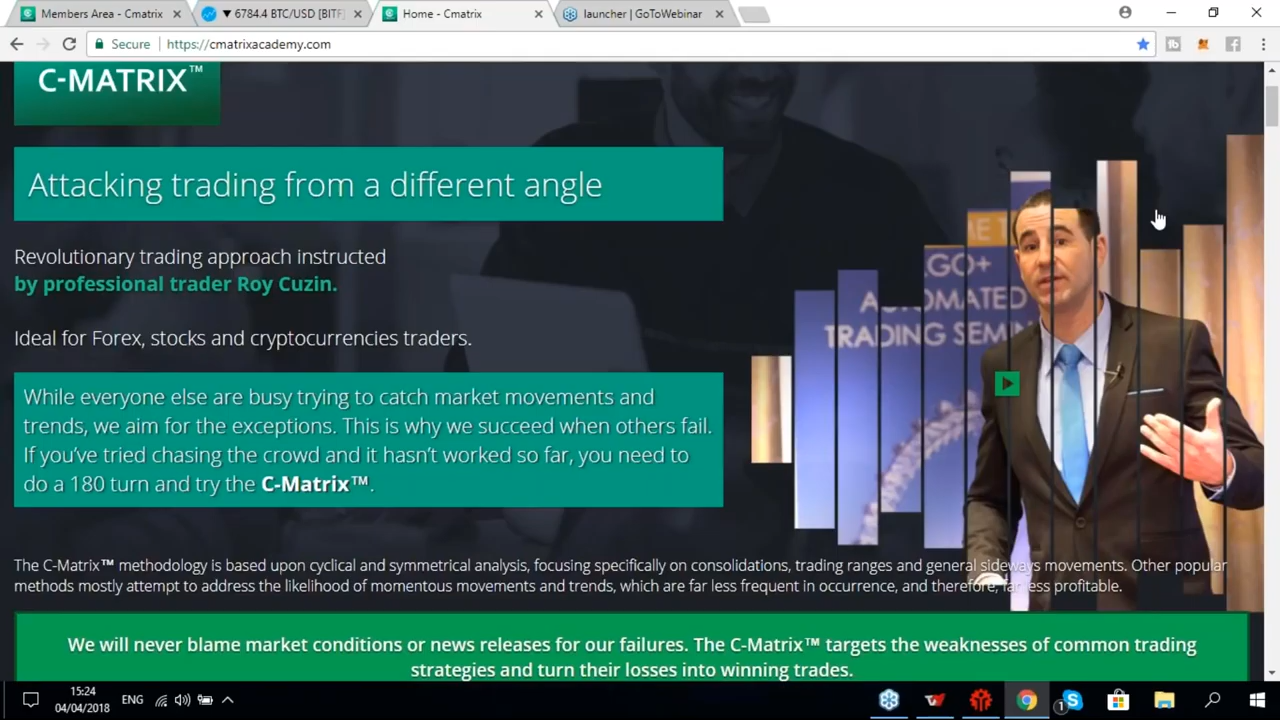 Members Area - Cmatrix
▼ 6784.4 BTC/USD [BITF
Home - Cmatrix
launcher | GoToWebinar
Secure
https://cmatrixacademy.com
C-MATRIX™
Attacking trading from a different angle
Revolutionary trading approach instructed
by professional trader Roy Cuzin.
Ideal for Forex, stocks and cryptocurrencies traders.
While everyone else are busy trying to catch market movements and
trends, we aim for the exceptions. This is why we succeed when others fail.
If you've tried chasing the crowd and it hasn't worked so far, you need to
do a 180 turn and try the C-Matrix™.
AUTOMATED
TRADING SEMIN
The C-Matrix™ methodology is based upon cyclical and symmetrical analysis, focusing specifically on consolidations, trading ranges and general sideways movements. Other popular
methods mostly attempt to address the likelihood of momentous movements and trends, which are far less frequent in occurrence, and therefore, far less profitable.
We will never blame market conditions or news releases for our failures. The C-Matrix™ targets the weaknesses of common trading
strategies and turn their losses into winning trades.
15:24
04/04/2018
ENG
1